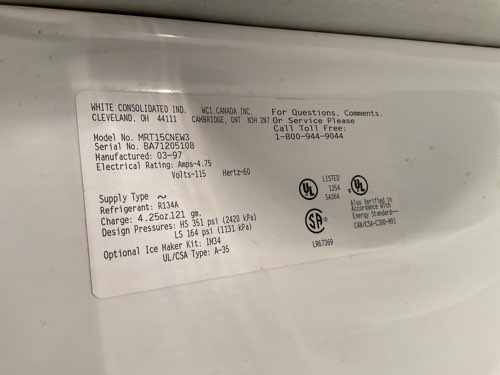 WHITE CONSOLIDATED IND. WCI CANADA INC.
CLEVELAND, OH 44111 CAMBRIDGE, ONT N3H 2N7
For Questions, Comments,
Or Service Please
Call Toll Free:
1-800-944-9044
Model No. MRT15CNEW3
Serial No. BA71205108
Manufactured: 03-97
Electrical Rating: Amps-4.75
Volts-115 Hertz-60
Supply Type ~
Refrigerant: R134A
Charge: 4.25oz121 gm.
Design Pressures: HS 351 psi (2420 kPa)
LS 164 psi (1131 kPa)
Optional Ice Maker Kit: IM34
UL/CSA Type: A-35
UL
LISTED
125A
SA364
UL
SA
LR67369
Also Verified in
Accordance with
Energy Standard--
CAN/CSA-C300-M91